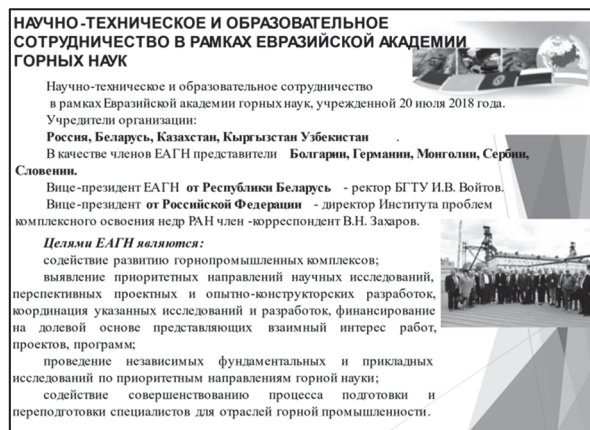 НАУЧНО-ТЕХНИЧЕСКОЕ И ОБРАЗОВАТЕЛЬНОЕ
СОТРУДНИЧЕСТВО В РАМКАХ ЕВРАЗИЙСКОЙ АКАДЕМИИ
ГОРНЫХ НАУК
Научно-техническое и образовательное сотрудничество
в рамках Евразийской академии горных наук, учрежденной 20 июля 2018 года.
Учредители организации:
Россия, Беларусь, Казахстан, Кыргызстан Узбекистан .
В качестве членов ЕАГН представители Болгарии, Германии, Монголии, Сербии,
Словении.
Вице-президент ЕАГН от Республики Беларусь - ректор БГТУ И.В. Войтов.
Вице-президент от Российской Федерации - директор Института проблем
комплексного освоения недр РАН член -корреспондент В.Н. Захаров.
Целями ЕАГН являются:
содействие развитию горнопромышленных комплексов;
выявление приоритетных направлений научных исследований,
перспективных проектных и опытно-конструкторских разработок,
координация указанных исследований и разработок, финансирование
на долевой основе представляющих взаимный интерес работ,
проектов, программ;
проведение независимых фундаментальных и прикладных
исследований по приоритетным направлениям горной науки;
содействие совершенствованию процесса подготовки и
переподготовки специалистов для отраслей горной промышленности.